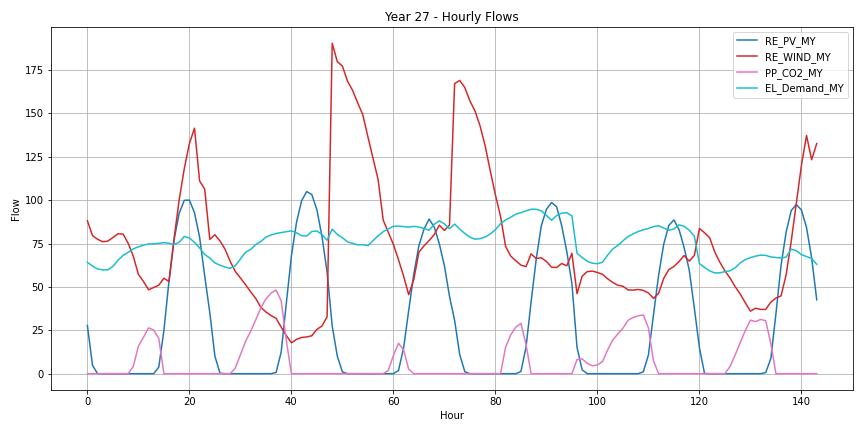 Year 27 - Hourly Flows
RE_PV_MY
RE_WIND_MY
PP_CO2_MY
EL_Demand_MY
175
150
125
100
75
50
25
0
Flow
0 20 40 60 80 100 120 140
Hour